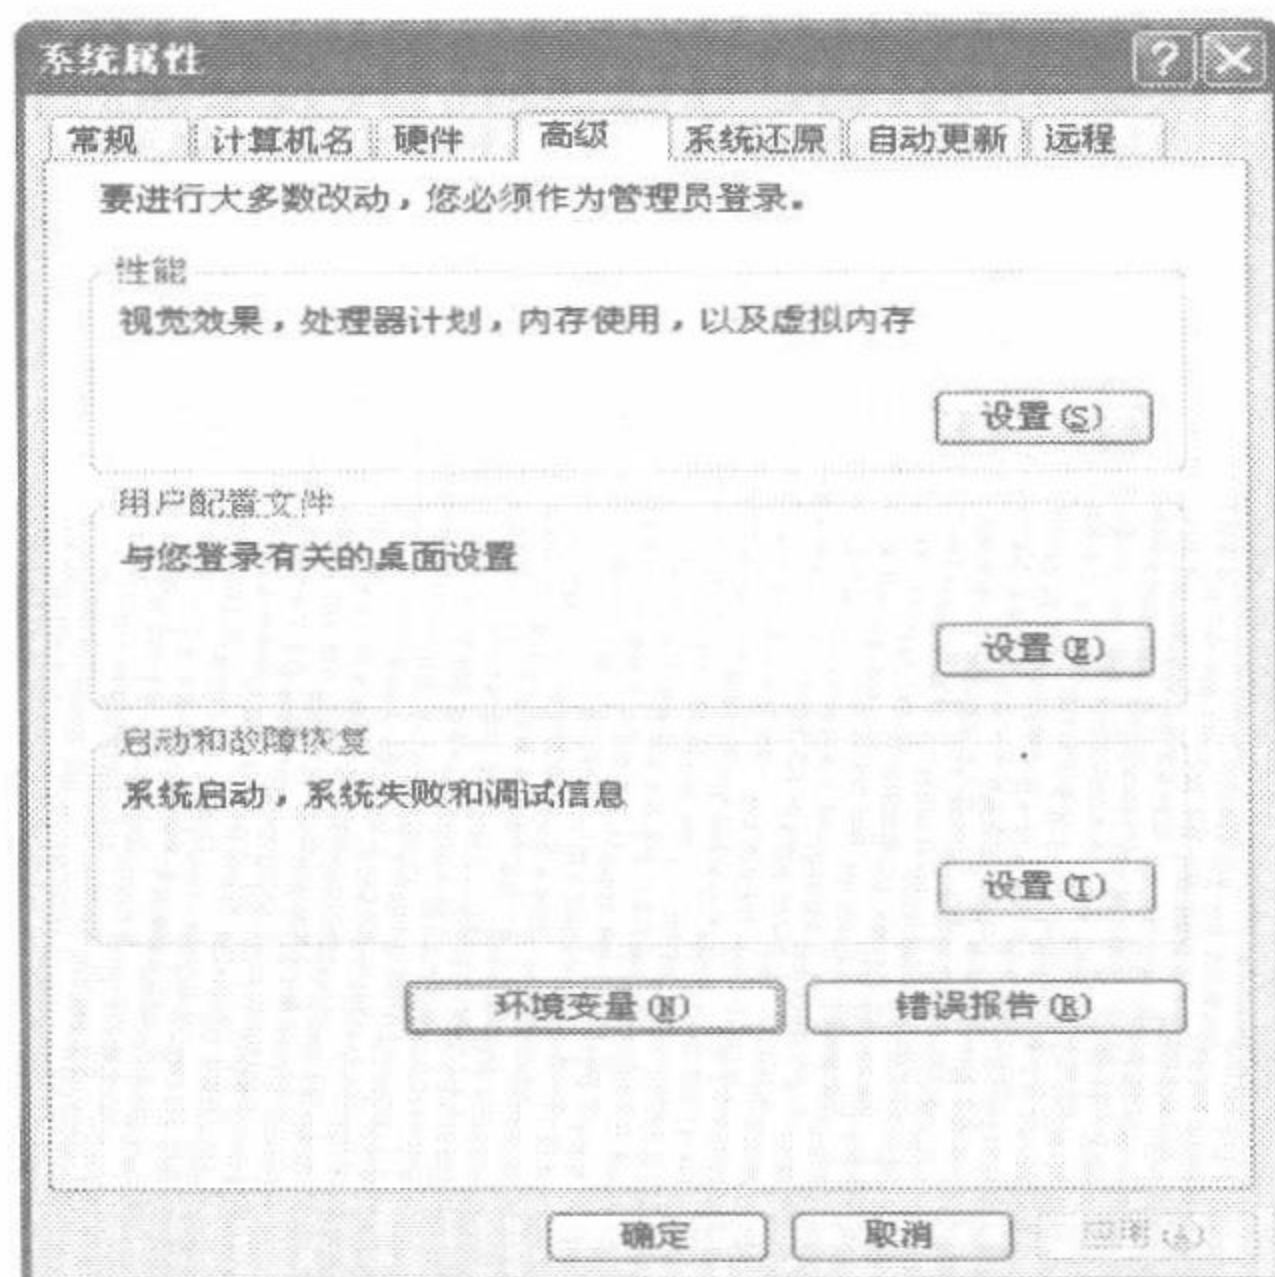 系统属性
常规 计算机名 硬件 高级 系统还原 自动更新 远程
要进行大多数改动，您必须作为管理员登录。
性能
视觉效果，处理器计划，内存使用，以及虚拟内存
设置(S)
用户配置文件
与您登录有关的桌面设置
设置(E)
启动和故障恢复
系统启动，系统失败和调试信息
设置(T)
环境变量(N) 错误报告(R)
确定 取消 应用(A)